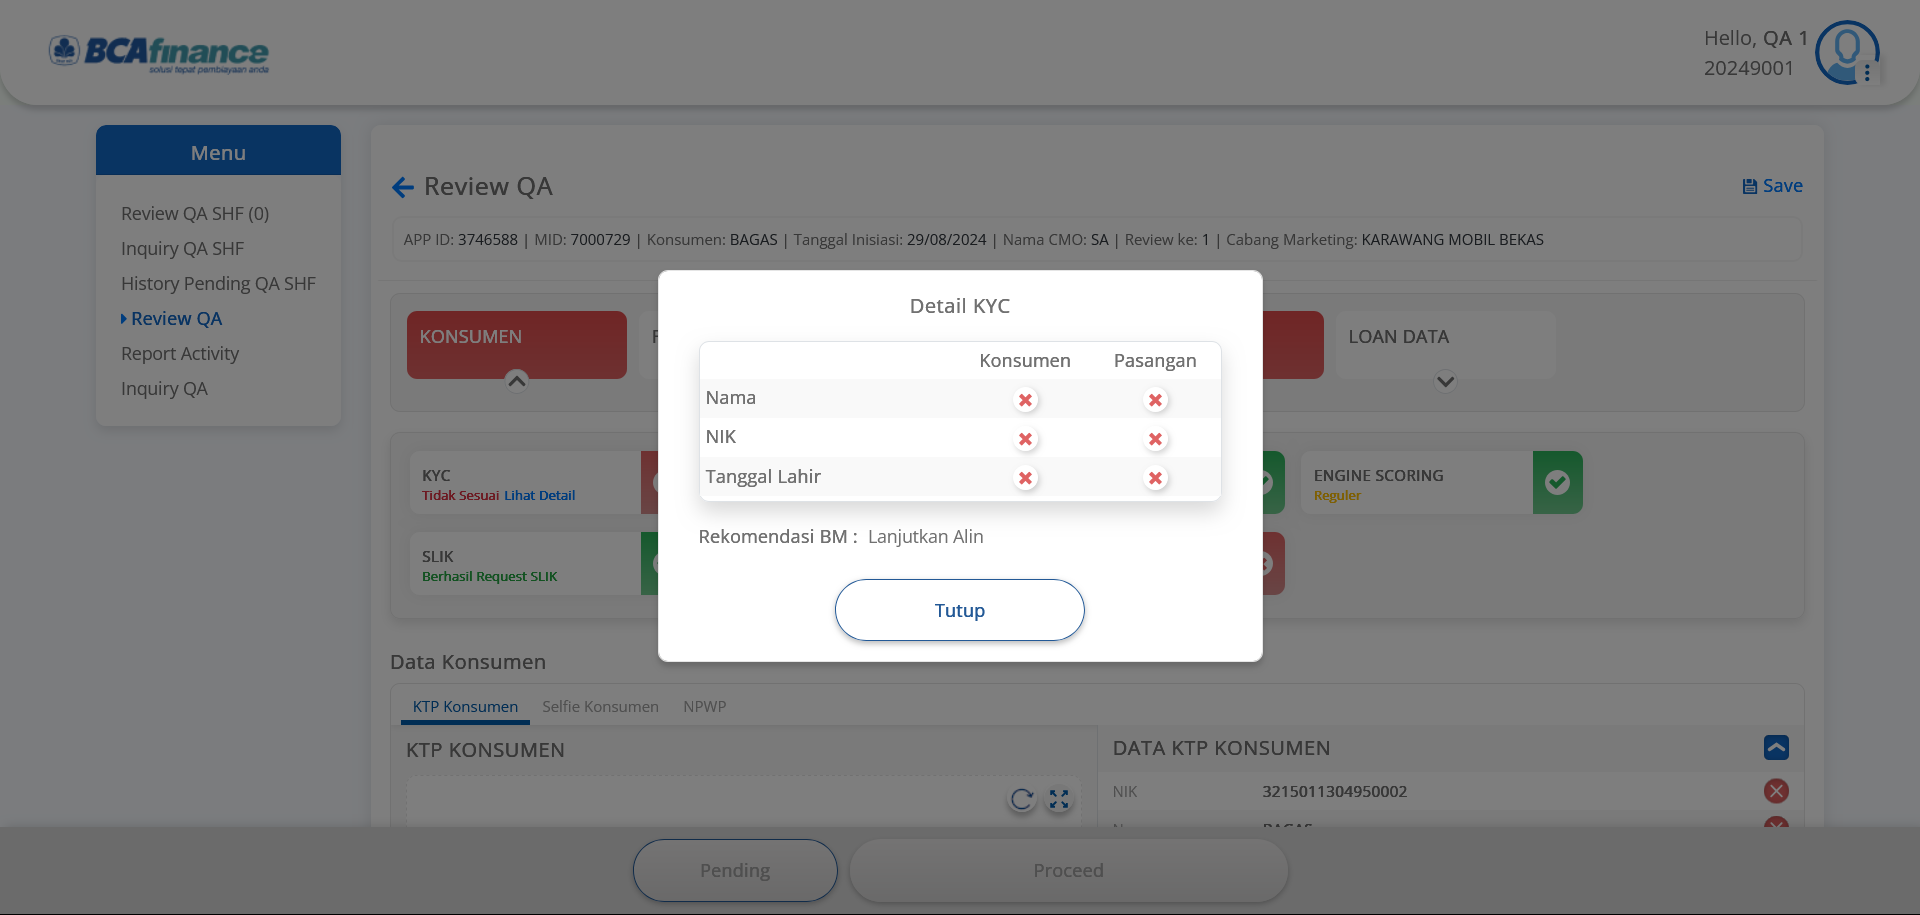 BCA finance
solusi tepat pembiayaan anda
Hello, QA 1
20249001
Menu
Review QA SHF (0)
Inquiry QA SHF
History Pending QA SHF
Review QA
Report Activity
Inquiry QA
Review QA
Save
APP ID: 3746588 | MID: 7000729 | Konsumen: BAGAS | Tanggal Inisiasi: 29/08/2024 | Nama CMO: SA | Review ke: 1 | Cabang Marketing: KARAWANG MOBIL BEKAS
KONSUMEN
LOAN DATA
Detail KYC
Konsumen Pasangan
Nama
NIK
Tanggal Lahir
Rekomendasi BM : Lanjutkan Alin
Tutup
KYC
Tidak Sesuai Lihat Detail
ENGINE SCORING
Reguler
SLIK
Berhasil Request SLIK
Data Konsumen
KTP Konsumen Selfie Konsumen NPWP
KTP KONSUMEN
DATA KTP KONSUMEN
NIK 3215011304950002
Pending
Proceed